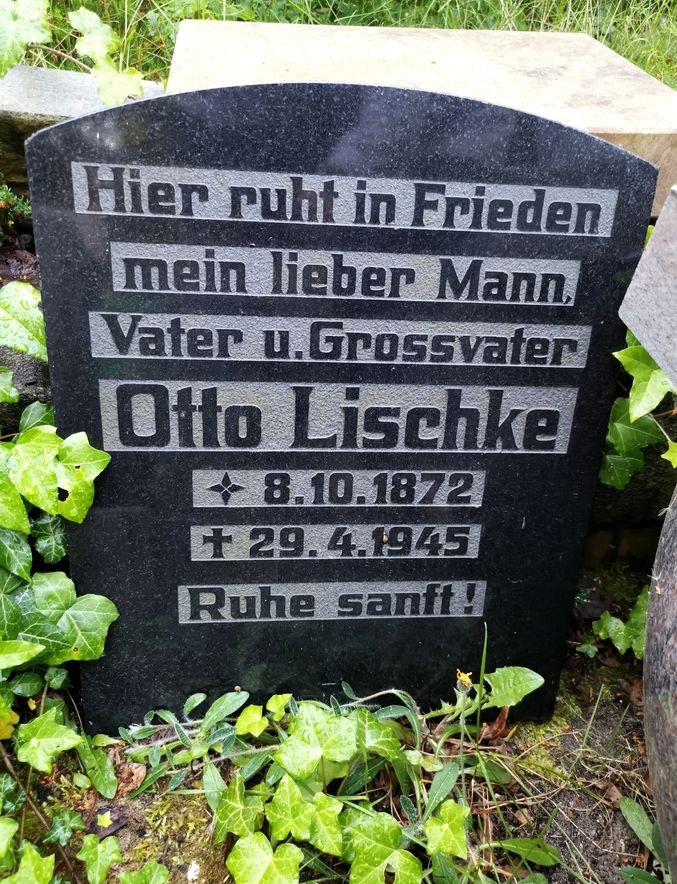 Hier ruht in Frieden
mein lieber Mann,
Vater u. Grossvater
Otto Lischke
✧ 8.10.1872
† 29.4.1945
Ruhe sanft!